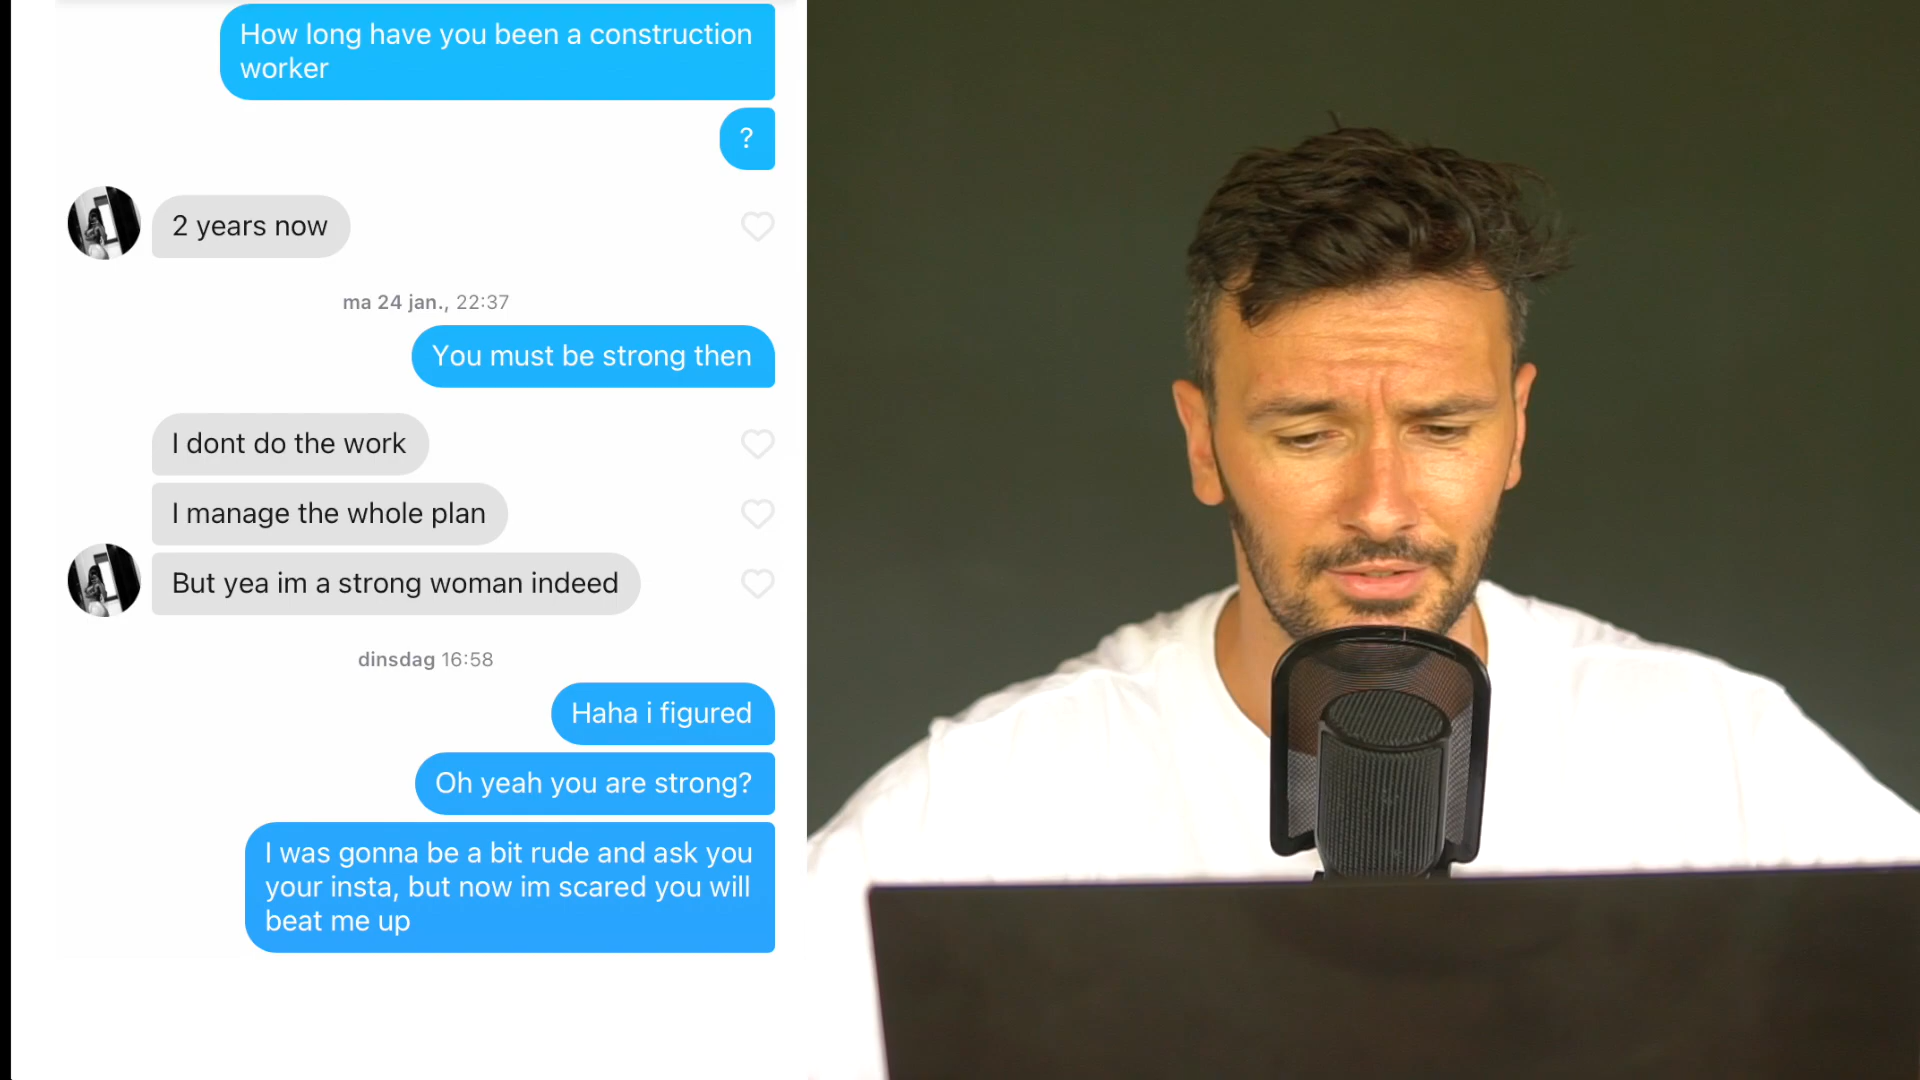 How long have you been a construction
worker
?
2 years now
ma 24 jan., 22:37
You must be strong then
I dont do the work
I manage the whole plan
But yea im a strong woman indeed
dinsdag 16:58
Haha i figured
Oh yeah you are strong?
I was gonna be a bit rude and ask you
your insta, but now im scared you will
beat me up